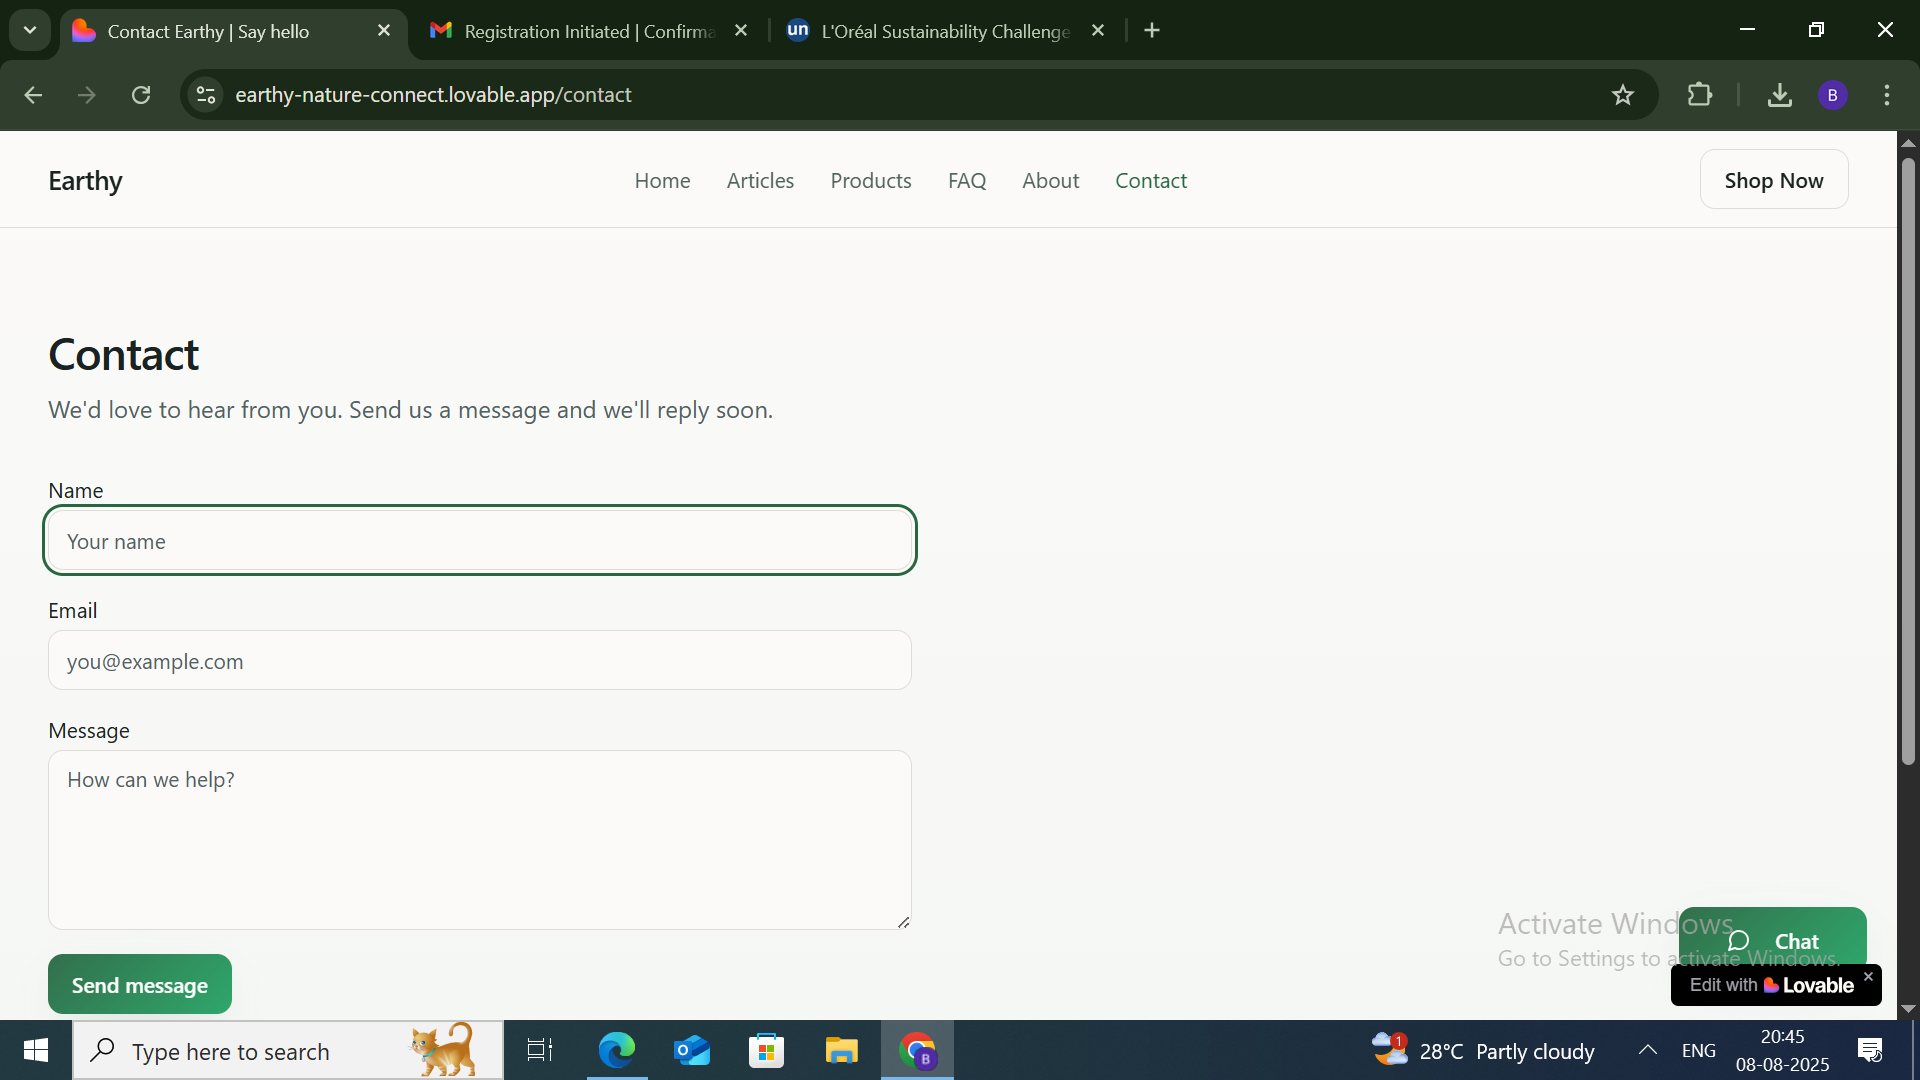 Contact Earthy | Say hello
Registration Initiated | Confirma
un
L'Oréal Sustainability Challenge
earthy-nature-connect.lovable.app/contact
B
Earthy
Home
Articles
Products
FAQ
About
Contact
Shop Now
Contact
We'd love to hear from you. Send us a message and we'll reply soon.
Name
Your name
Email
you@example.com
Message
How can we help?
Send message
Activate Windows
Go to Settings to activate Windows.
Chat
Edit with Lovable
Type here to search
B
1
28°C Partly cloudy
ENG
20:45
08-08-2025